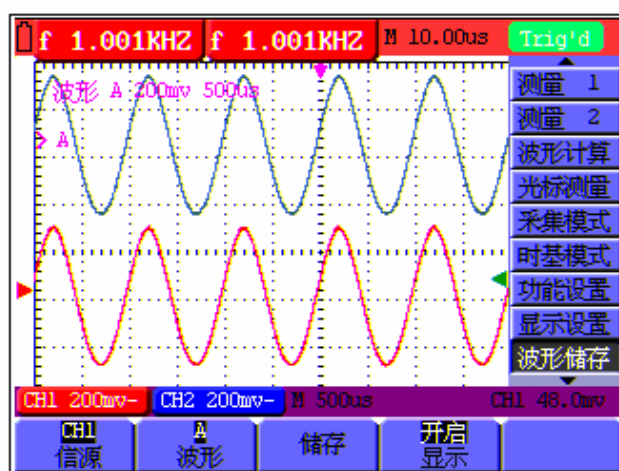 f 1.001KHZ f 1.001KHZ M 10.00us Trig'd
波形 A 200mv 500us
A
测量 1
测量 2
波形计算
光标测量
采集模式
时基模式
功能设置
显示设置
波形储存
CH1 200mv- CH2 200mv- M 500us CH1 48.0mv
CH1 A 储存 开启
信源 波形 显示